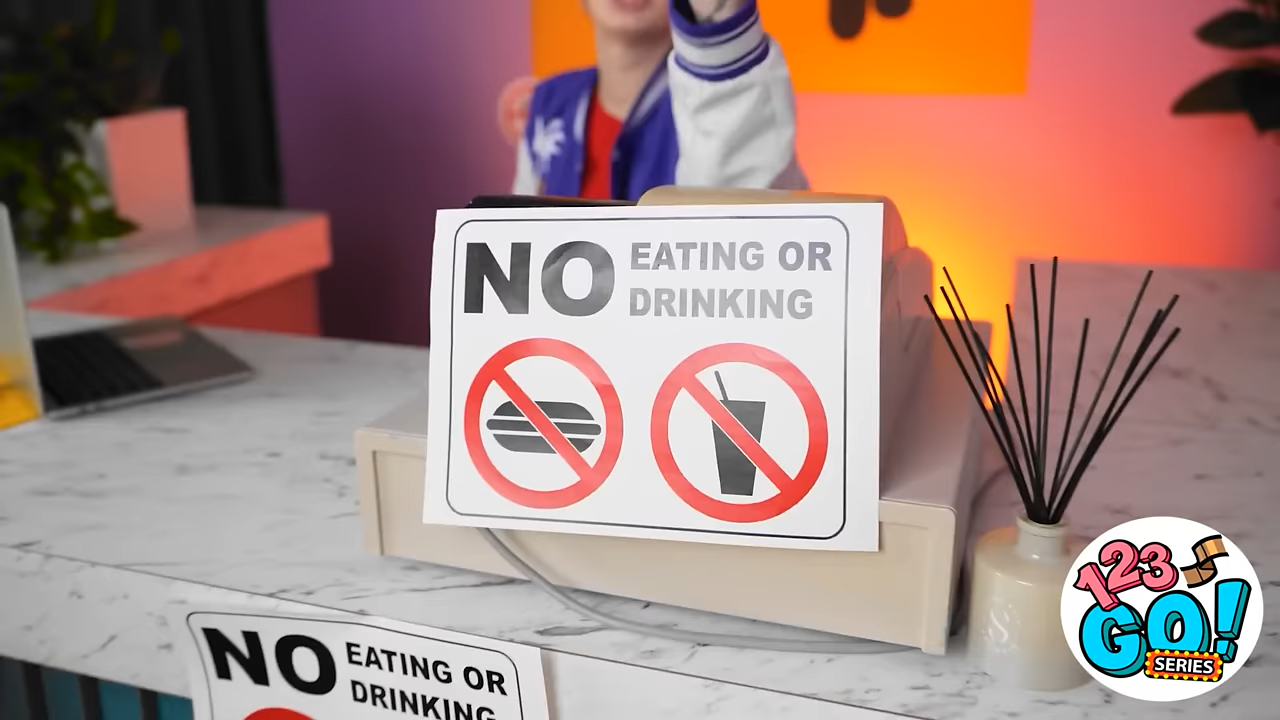 NO EATING OR
DRINKING
NO EATING OR
DRINKING
123
GO!
SERIES